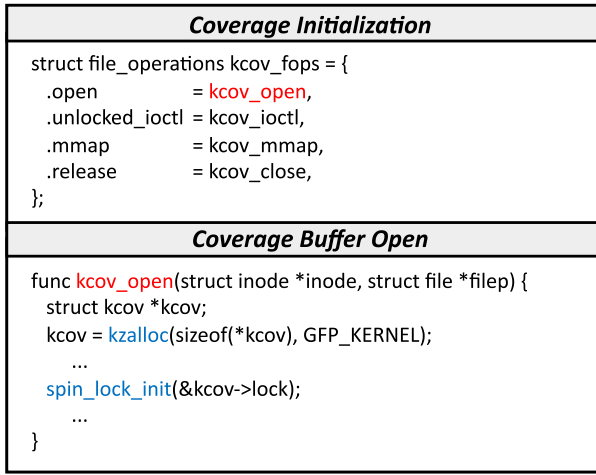 Coverage Initialization
struct file_operations kcov_fops = {
.open = kcov_open,
.unlocked_ioctl = kcov_ioctl,
.mmap = kcov_mmap,
.release = kcov_close,
};
Coverage Buffer Open
func kcov_open(struct inode *inode, struct file *filep) {
struct kcov *kcov;
kcov = kzalloc(sizeof(*kcov), GFP_KERNEL);
...
spin_lock_init(&kcov->lock);
...
}